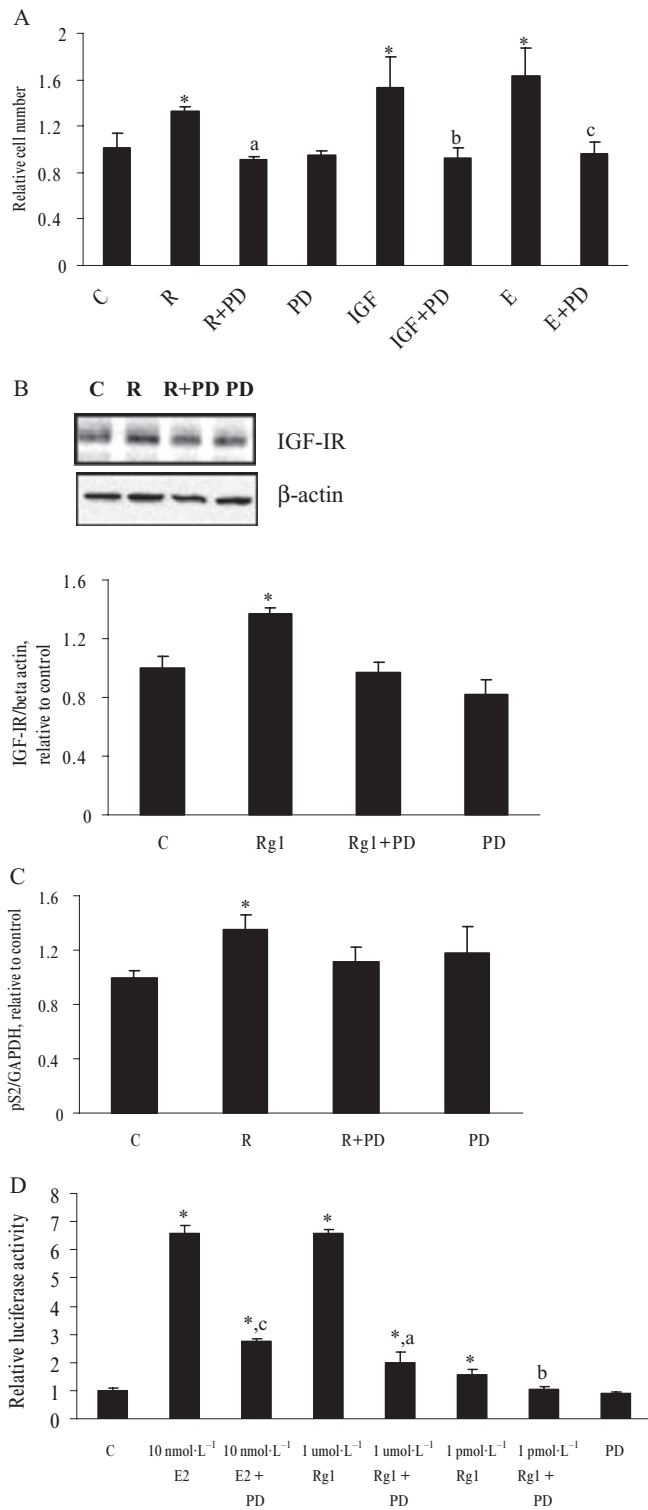 A
2
1.6
1.2
0.8
0.4
0
Relative cell number
*
a
*
b
*
c
C
R
R+PD
PD
IGF
IGF+PD
E
E+PD
B
C R R+PD PD
IGF-IR
β-actin
1.6
1.2
0.8
0.4
0
IGF-IR/beta actin,
relative to control
*
C Rg1 Rg1+PD PD
C
1.6
1.2
0.8
0.4
0
pS2/GAPDH, relative to control
*
C R R+PD PD
D
8
7
6
5
4
3
2
1
0
Relative luciferase activity
*
*,c
*
*,a
*
b
C 10 nmol·L⁻¹ 10 nmol·L⁻¹ 1 umol·L⁻¹ 1 umol·L⁻¹ 1 pmol·L⁻¹ 1 pmol·L⁻¹ PD
E2 E2 + Rg1 Rg1 + Rg1 Rg1 +
PD PD PD